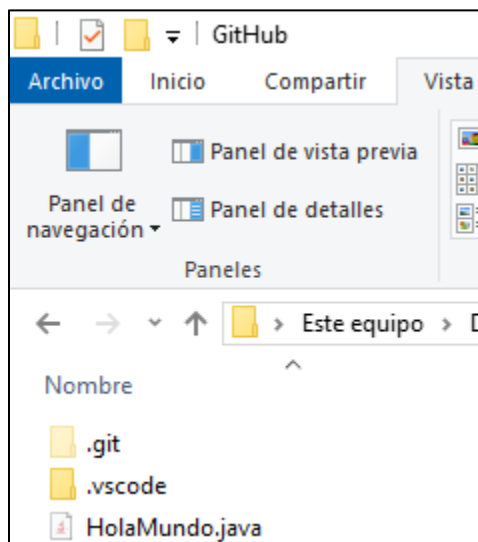 GitHub
Archivo Inicio Compartir Vista
Panel de navegación
Panel de vista previa
Panel de detalles
Paneles
Este equipo
Nombre
.git
.vscode
HolaMundo.java